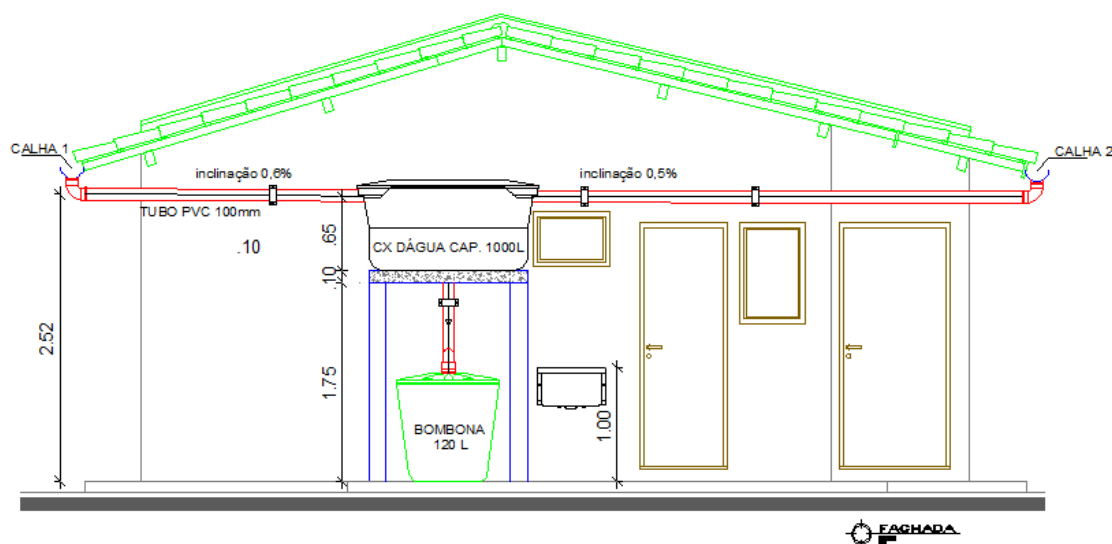 CALHA 1
CALHA 2
inclinação 0,6%
inclinação 0,5%
TUBO PVC 100mm
.10
.65
CX DÁGUA CAP. 1000L
.10
2.52
1.75
1.00
BOMBONA
120 L
FACHADA